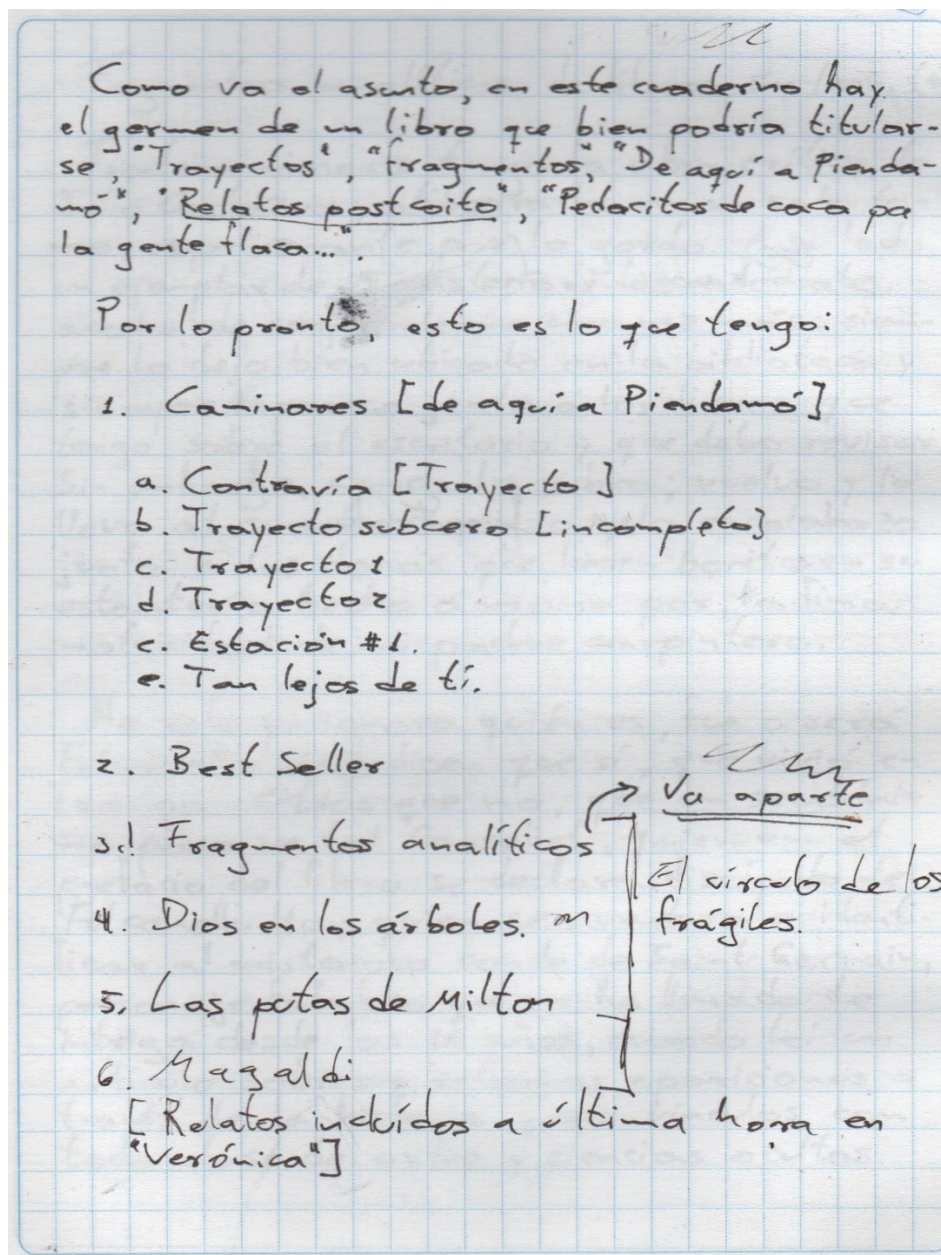 Como va el asunto, en este cuaderno hay
el germen de un libro que bien podría titular-
se, "Trayectos", "fragmentos", "De aquí a Pienda-
mó", "Relatos postcoito", "Pedacitos de caca pa
la gente flaca...".
Por lo pronto, esto es lo que tengo:
1. Caminares [de aquí a Piendamó]
a. Contravía [Trayecto]
b. Trayecto subcero [incompleto]
c. Trayecto 1
d. Trayecto 2
e. Estación #1.
e. Tan lejos de tí.
2. Best Seller
Va aparte
3. Fragmentos analíticos
El círculo de los
frágiles.
4. Dios en los árboles.
5. Las putas de Milton
6. Magaldi
[Relatos incluídos a última hora en
"Verónica"]